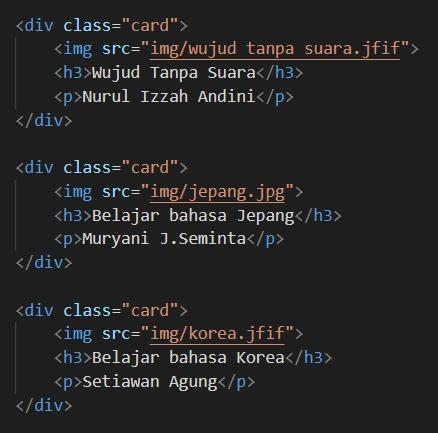 <div class="card">
    <img src="img/wujud tanpa suara.jfif">
    <h3>Wujud Tanpa Suara</h3>
    <p>Nurul Izzah Andini</p>
</div>

<div class="card">
    <img src="img/jepang.jpg">
    <h3>Belajar bahasa Jepang</h3>
    <p>Muryani J.Seminta</p>
</div>

<div class="card">
    <img src="img/korea.jfif">
    <h3>Belajar bahasa Korea</h3>
    <p>Setiawan Agung</p>
</div>